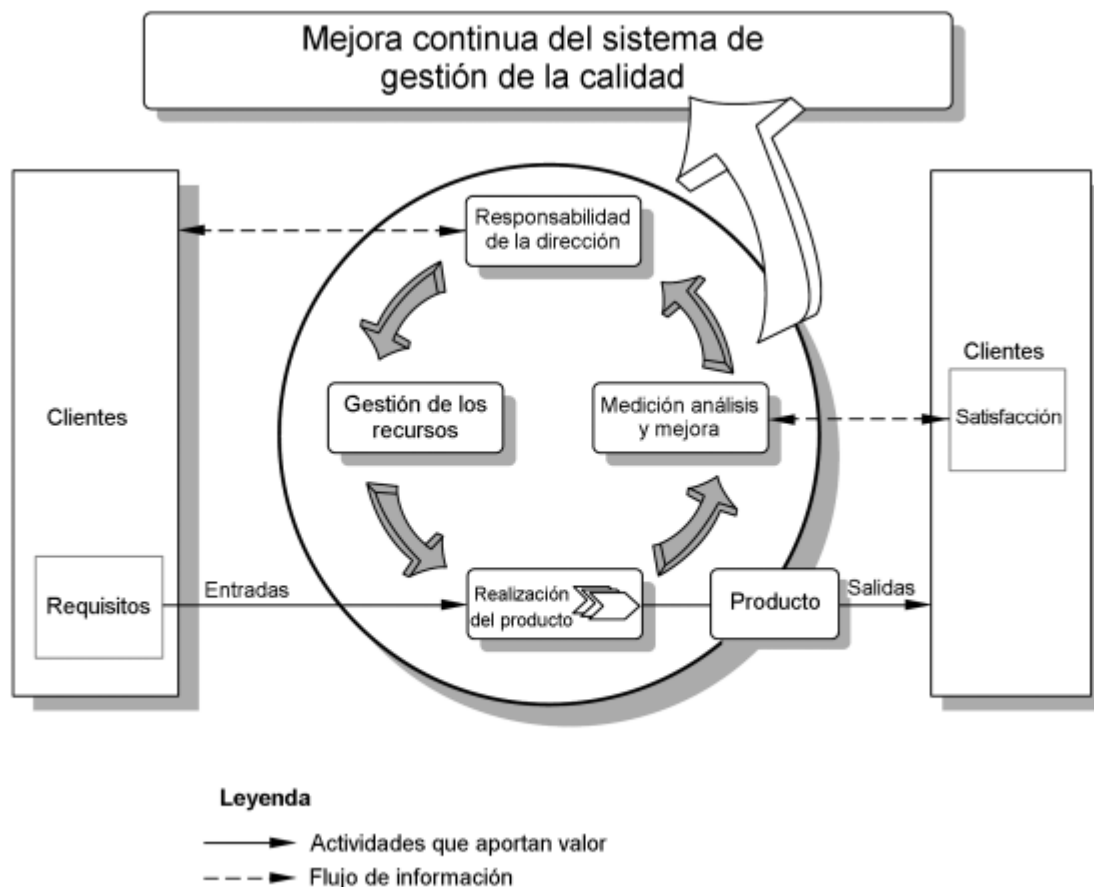 Mejora continua del sistema de
gestión de la calidad
Responsabilidad
de la dirección
Clientes
Gestión de los
recursos
Medición análisis
y mejora
Clientes
Satisfacción
Requisitos
Entradas
Realización
del producto
Producto
Salidas
Leyenda
Actividades que aportan valor
Flujo de información